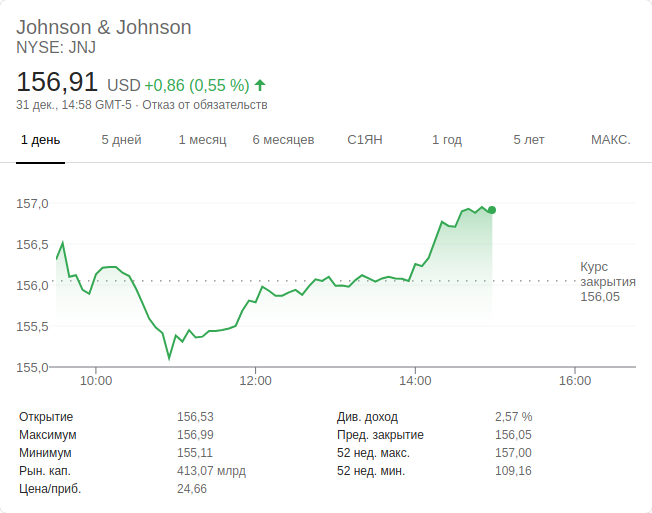 Johnson & Johnson
NYSE: JNJ
156,91 USD +0,86 (0,55 %)
31 дек., 14:58 GMT-5 · Отказ от обязательств
1 день 5 дней 1 месяц 6 месяцев С1ЯН 1 год 5 лет МАКС.
157,0
156,5
156,0
155,5
155,0
Курс
закрытия
156,05
10:00 12:00 14:00 16:00
Открытие 156,53
Максимум 156,99
Минимум 155,11
Рын. кап. 413,07 млрд
Цена/приб. 24,66
Див. доход 2,57 %
Пред. закрытие 156,05
52 нед. макс. 157,00
52 нед. мин. 109,16